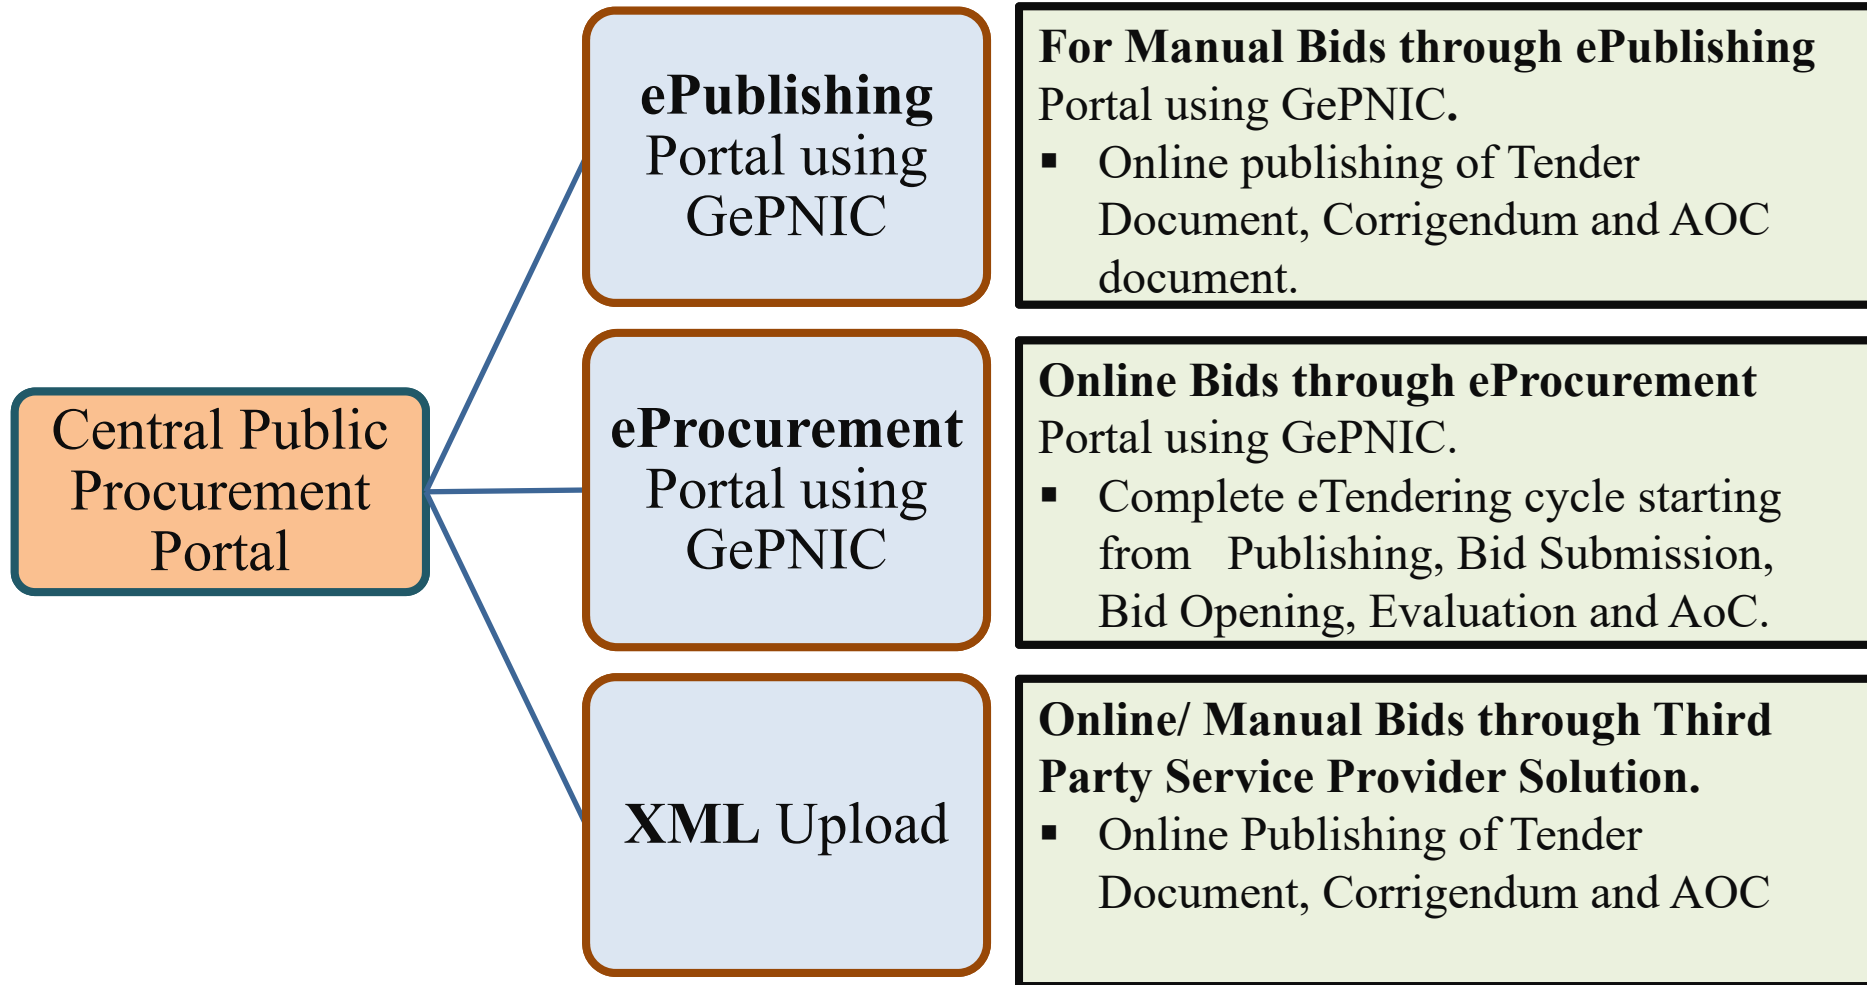 Central Public
Procurement
Portal
ePublishing
Portal using
GePNIC
For Manual Bids through ePublishing
Portal using GePNIC.
▪ Online publishing of Tender
Document, Corrigendum and AOC
document.
eProcurement
Portal using
GePNIC
Online Bids through eProcurement
Portal using GePNIC.
▪ Complete eTendering cycle starting
from Publishing, Bid Submission,
Bid Opening, Evaluation and AoC.
XML Upload
Online/ Manual Bids through Third
Party Service Provider Solution.
▪ Online Publishing of Tender
Document, Corrigendum and AOC